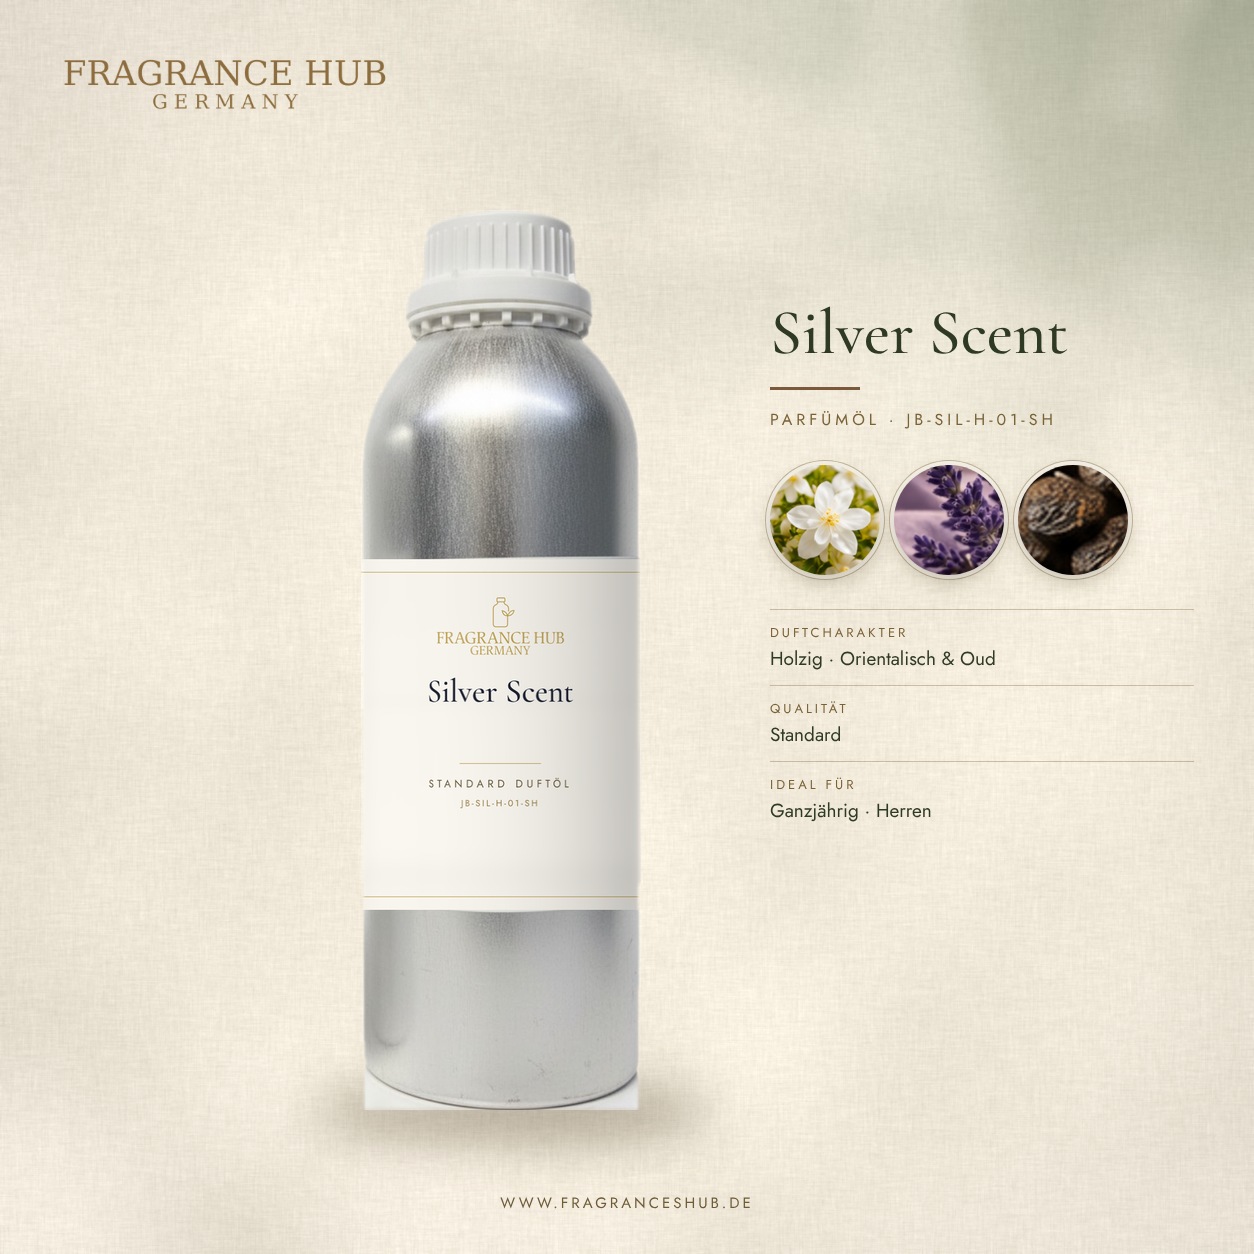 FRAGRANCE HUB
GERMANY
Silver Scent
PARFÜMÖL · JB-SIL-H-01-SH
DUFTCHARAKTER
Holzig · Orientalisch & Oud
QUALITÄT
Standard
IDEAL FÜR
Ganzjährig · Herren
FRAGRANCE HUB
GERMANY
Silver Scent
STANDARD DUFTÖL
JB-SIL-H-01-SH
WWW.FRAGRANCESHUB.DE